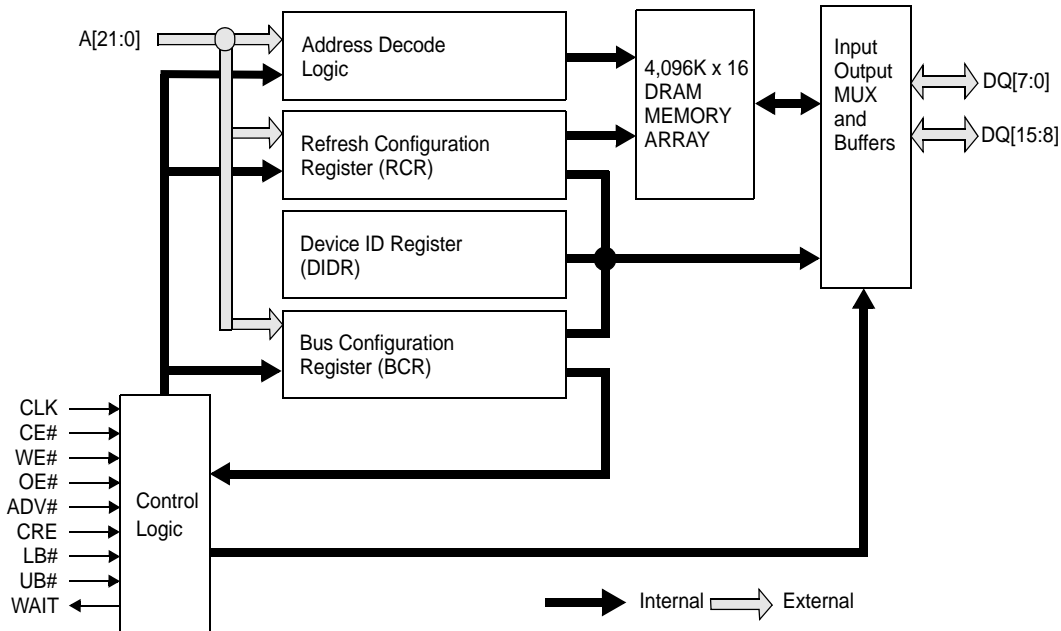 A[21:0]
Address Decode
Logic
4,096K x 16
DRAM
MEMORY
ARRAY
Input
Output
MUX
and
Buffers
DQ[7:0]
DQ[15:8]
Refresh Configuration
Register (RCR)
Device ID Register
(DIDR)
Bus Configuration
Register (BCR)
CLK
CE#
WE#
OE#
ADV#
CRE
LB#
UB#
WAIT
Control
Logic
Internal
External